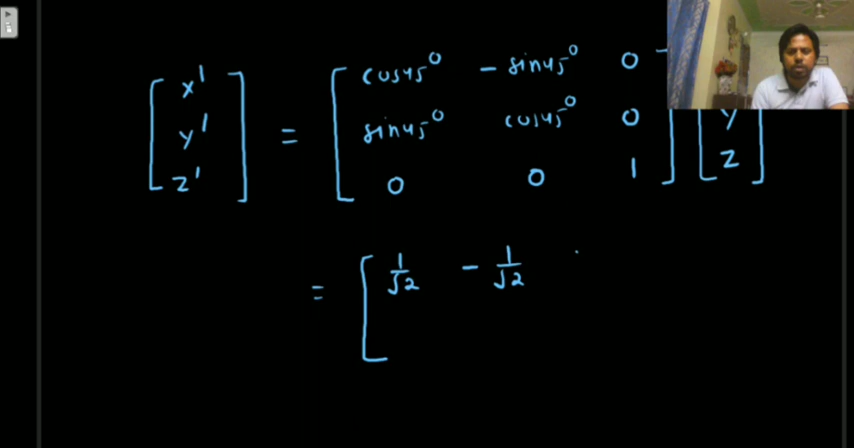 [x' y' z'] = [cos45° -sin45° 0
sin45° cos45° 0
0 0 1] [y
z]
= [1/√2 -1/√2